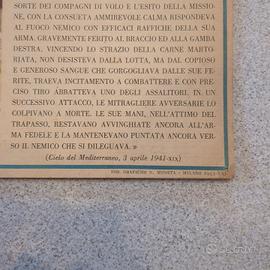 SORTE DEI COMPAGNI DI VOLO E L'ESITO DELLA MISSIO-
NE, CON LA CONSUETA AMMIREVOLE CALMA RISPONDEVA
AL FUOCO NEMICO CON EFFICACI RAFFICHE DELLA SUA
ARMA. GRAVEMENTE FERITO AL BRACCIO ED ALLA GAMBA
DESTRA, VINCENDO LO STRAZIO DELLA CARNE MARTO-
RIATA, NON DESISTEVA DALLA LOTTA, MA DAL COPIOSO
E GENEROSO SANGUE CHE GORGOGLIAVA DALLE SUE FE-
RITE, TRAEVA INCITAMENTO A COMBATTERE E CON PRE-
CISO TIRO ABBATTEVA UNO DEGLI ASSALITORI. IN UN
SUCCESSIVO ATTACCO, LE MITRAGLIERE AVVERSARIE LO
COLPIVANO A MORTE. LE SUE MANI, NELL'ATTIMO DEL
TRAPASSO, RESTAVANO AVVINGHIATE ANCORA ALL'AR-
MA FEDELE E LA MANTENEVANO PUNTATA ANCORA VER-
SO IL NEMICO CHE SI DILEGUAVA. »
(Cielo del Mediterraneo, 3 aprile 1941-XIX)
MILANO